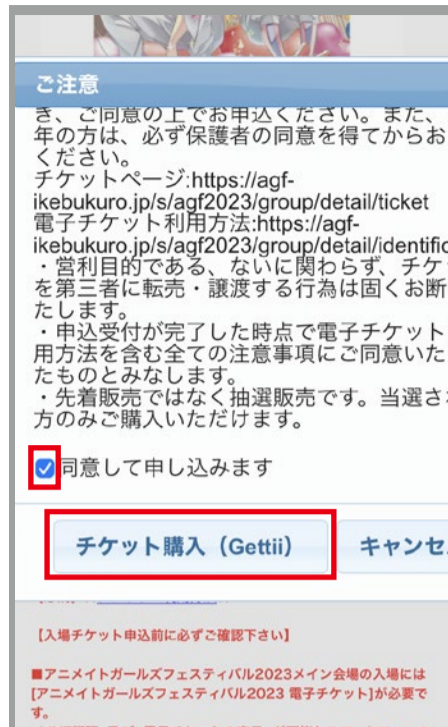 ご注意
き、ご同意の上でお申込ください。また、
年の方は、必ず保護者の同意を得てからお
ください。
チケットページ:https://agf-
ikebukuro.jp/s/agf2023/group/detail/ticket
電子チケット利用方法:https://agf-
ikebukuro.jp/s/agf2023/group/detail/identific
・営利目的である、ないに関わらず、チケ
を第三者に転売・譲渡する行為は固くお断
たします。
・申込受付が完了した時点で電子チケット
用方法を含む全ての注意事項にご同意いた
たものとみなします。
・先着販売ではなく抽選販売です。当選さ
方のみご購入いただけます。
同意して申し込みます
チケット購入（Gettii） キャンセ
【入場チケット申込前に必ずご確認下さい】
■アニメイトガールズフェスティバル2023メイン会場の入場には
[アニメイトガールズフェスティバル2023 電子チケット]が必要で
す。